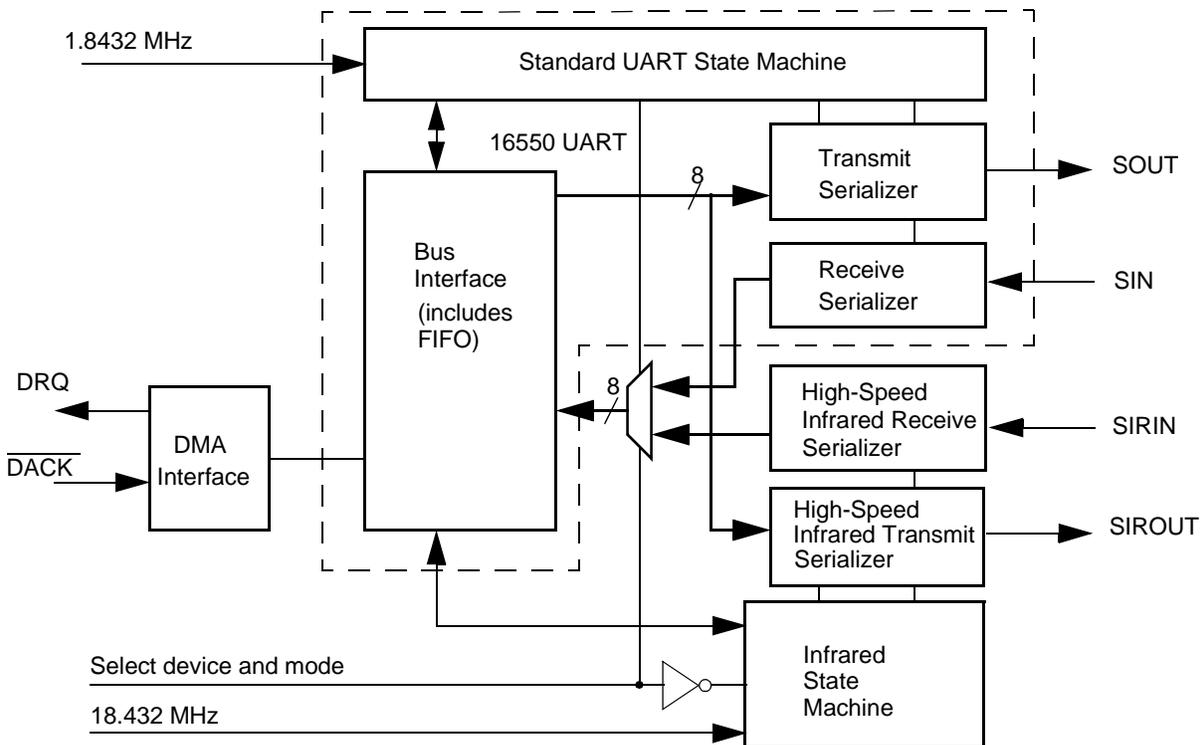 1.8432 MHz
Standard UART State Machine
16550 UART
8
Transmit
Serializer
SOUT
Bus
Interface
(includes
FIFO)
Receive
Serializer
SIN
DRQ
DACK
DMA
Interface
8
High-Speed
Infrared Receive
Serializer
SIRIN
High-Speed
Infrared Transmit
Serializer
SIROUT
Select device and mode
18.432 MHz
Infrared
State
Machine